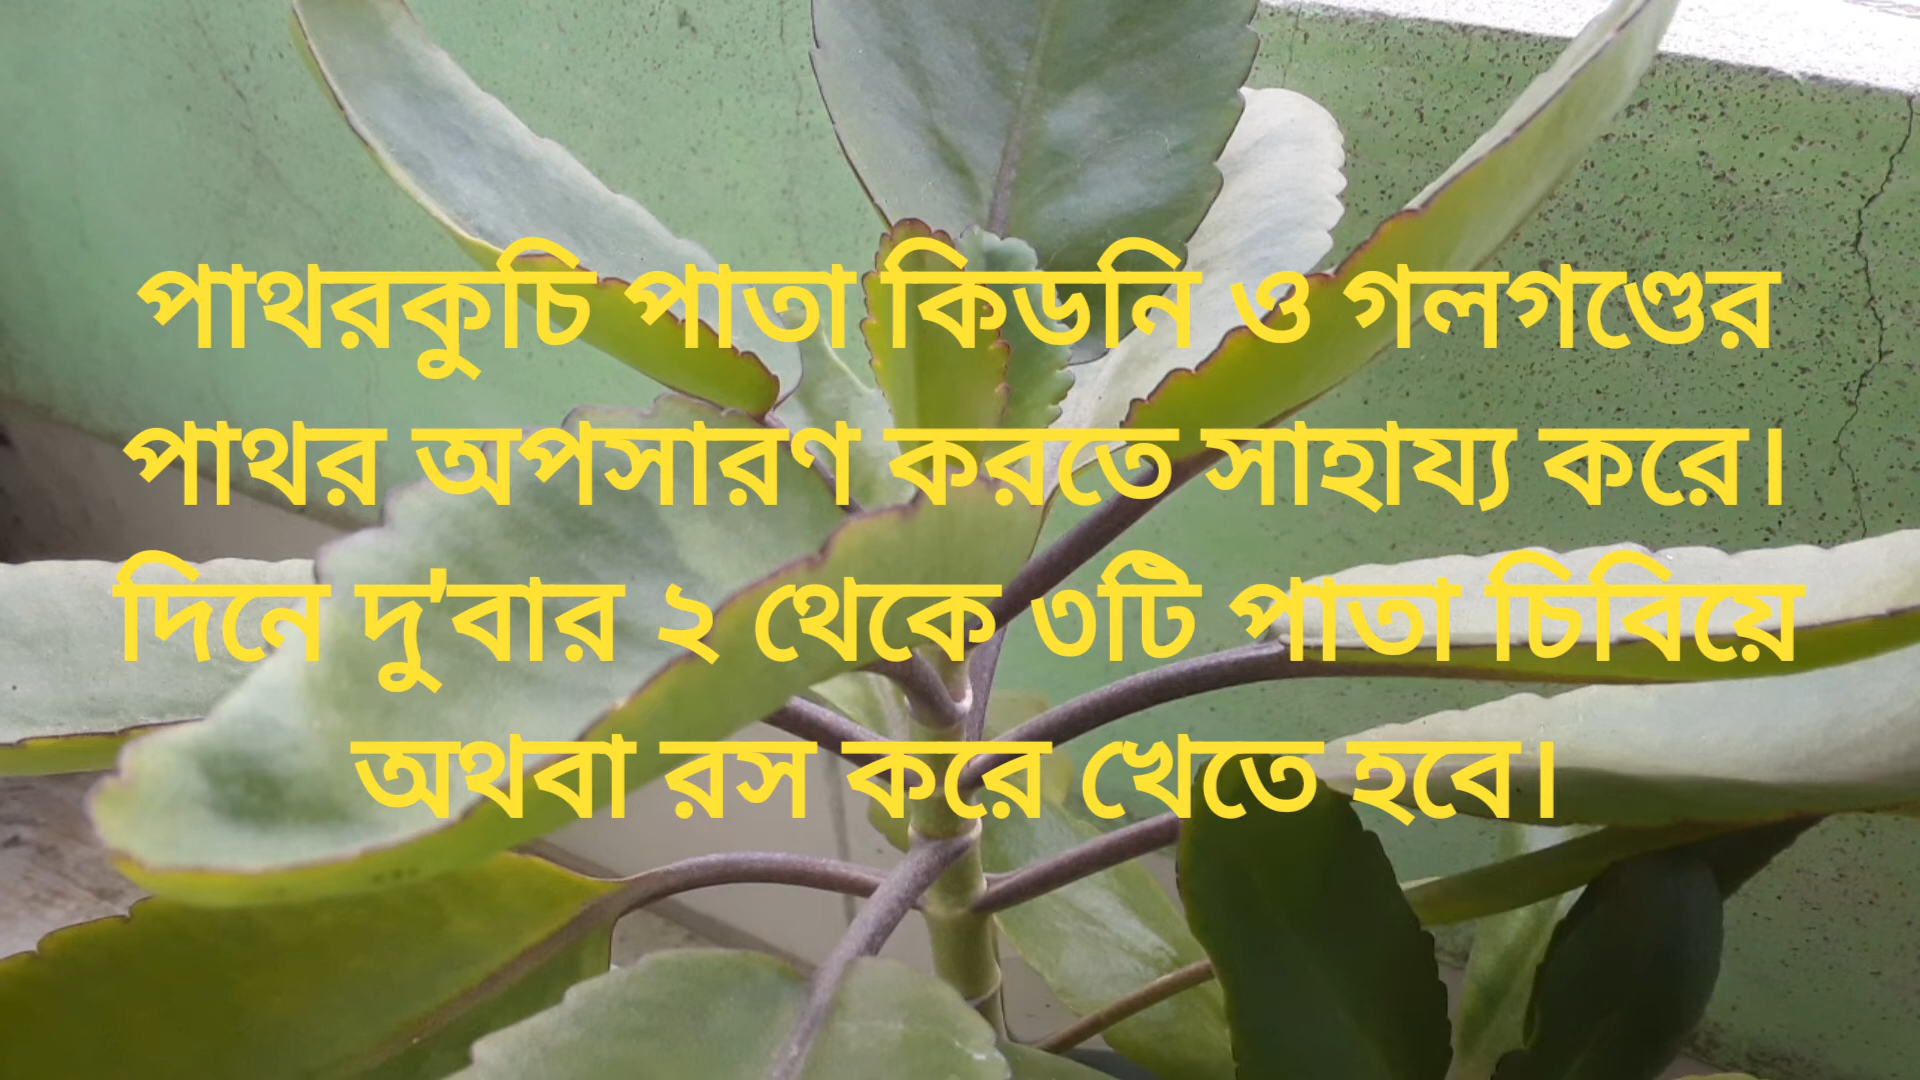 পাথরকুচি পাতা কিডনি ও গলগণ্ডের
পাথর অপসারণ করতে সাহায্য করে।
দিনে দু'বার ২ থেকে ৩টি পাতা চিবিয়ে
অথবা রস করে খেতে হবে।